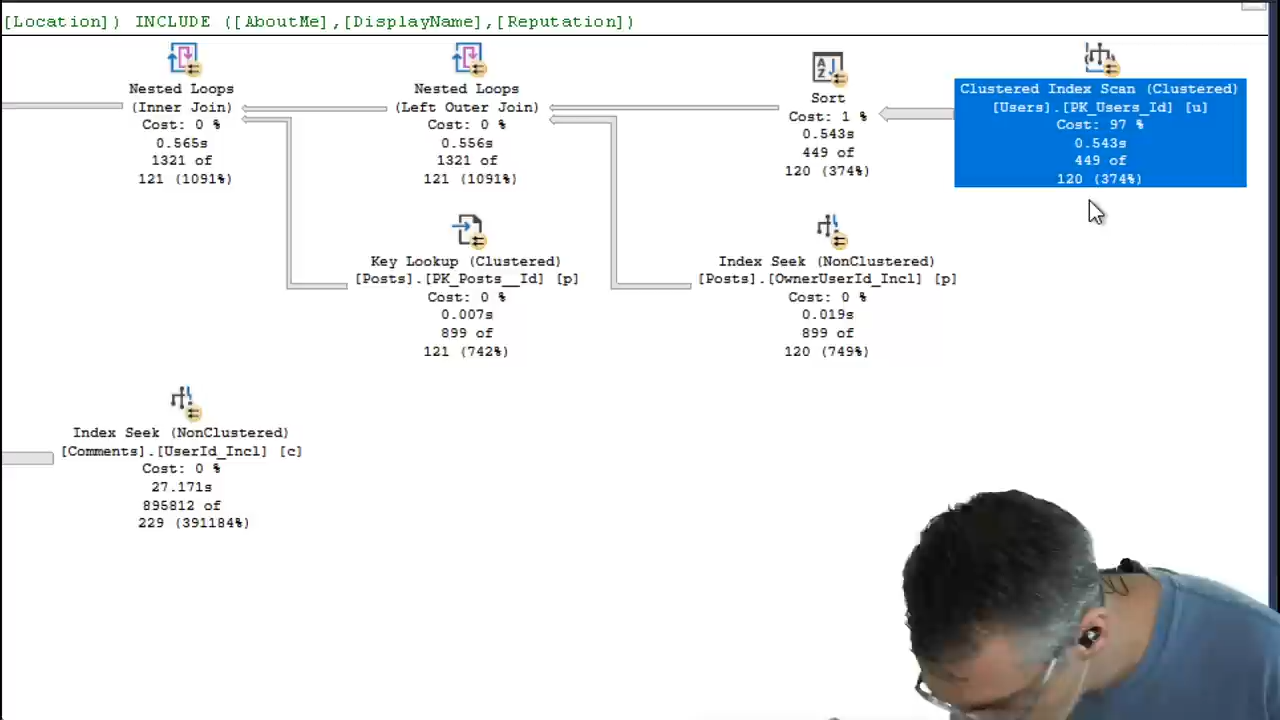 [Location]) INCLUDE ([AboutMe],[DisplayName],[Reputation])
Nested Loops
(Inner Join)
Cost: 0 %
0.565s
1321 of
121 (1091%)
Nested Loops
(Left Outer Join)
Cost: 0 %
0.556s
1321 of
121 (1091%)
Sort
Cost: 1 %
0.543s
449 of
120 (374%)
Clustered Index Scan (Clustered)
[Users].[PK_Users_Id] [u]
Cost: 97 %
0.543s
449 of
120 (374%)
Key Lookup (Clustered)
[Posts].[PK_Posts__Id] [p]
Cost: 0 %
0.007s
899 of
121 (742%)
Index Seek (NonClustered)
[Posts].[OwnerUserId_Incl] [p]
Cost: 0 %
0.019s
899 of
120 (749%)
Index Seek (NonClustered)
[Comments].[UserId_Incl] [c]
Cost: 0 %
27.171s
895812 of
229 (391184%)